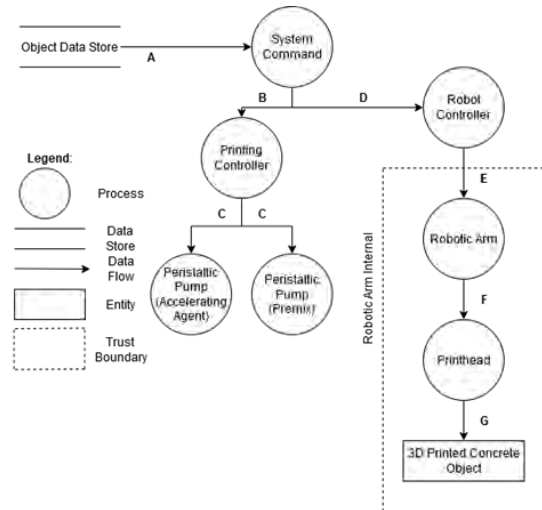 Object Data Store
A
System
Command
B
D
Robot
Controller
Printing
Controller
Legend:
Process
Data
Store
Data
Flow
Entity
Trust
Boundary
C
C
Peristaltic
Pump
(Accelerating
Agent)
Peristaltic
Pump
(Premix)
Robotic Arm Internal
E
Robotic Arm
F
Printhead
G
3D Printed Concrete
Object